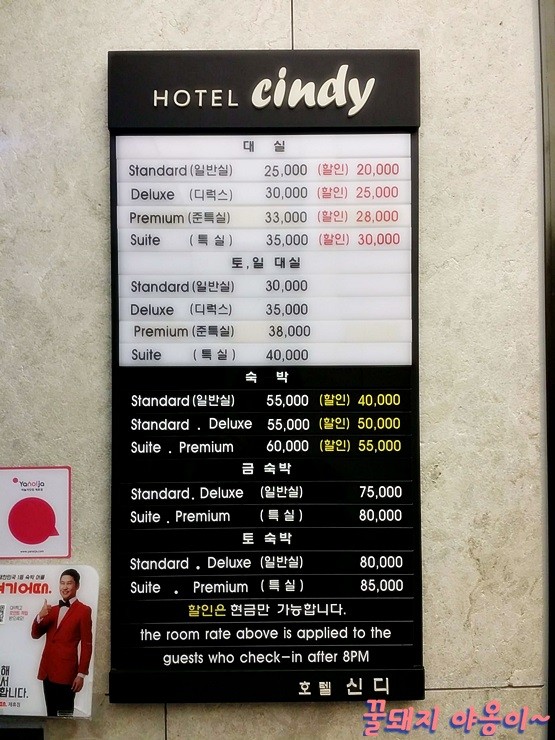 HOTEL cindy
대 실
Standard (일반실) 25,000 (할인) 20,000
Deluxe (디럭스) 30,000 (할인) 25,000
Premium (준특실) 33,000 (할인) 28,000
Suite ( 특 실 ) 35,000 (할인) 30,000
토,일 대실
Standard (일반실) 30,000
Deluxe (디럭스) 35,000
Premium (준특실) 38,000
Suite ( 특 실 ) 40,000
숙 박
Standard (일반실) 55,000 (할인) 40,000
Standard . Deluxe 55,000 (할인) 50,000
Suite . Premium 60,000 (할인) 55,000
금 숙박
Standard. Deluxe (일반실) 75,000
Suite . Premium ( 특 실 ) 80,000
토 숙박
Standard . Deluxe (일반실) 80,000
Suite . Premium ( 특 실 ) 85,000
할인은 현금만 가능합니다.
the room rate above is applied to the
guests who check-in after 8PM
호텔 신디
Yanolja
여기어때.
해
서
합니다.
꿀돼지 야옹이~